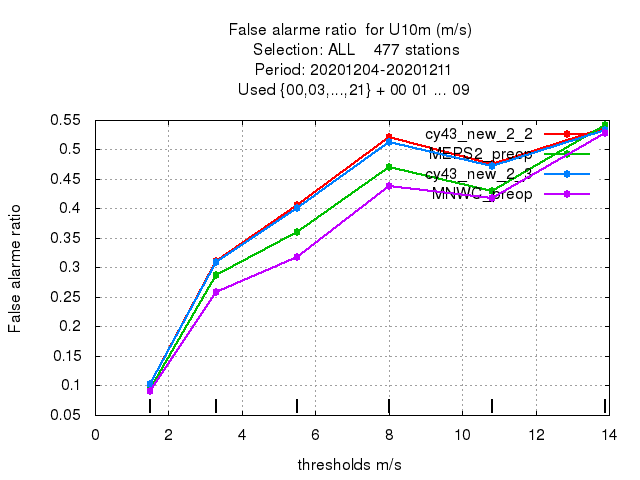 False alarme ratio  for U10m (m/s)
Selection: ALL    477 stations
Period: 20201204-20201211
Used {00,03,...,21} + 00 01 ... 09
False alarme ratio
0.55
0.5
0.45
0.4
0.35
0.3
0.25
0.2
0.15
0.1
0.05
cy43_new_2_2
MEPS2_preop
cy43_new_2_3
MNWC_preop
0 2 4 6 8 10 12 14
thresholds m/s